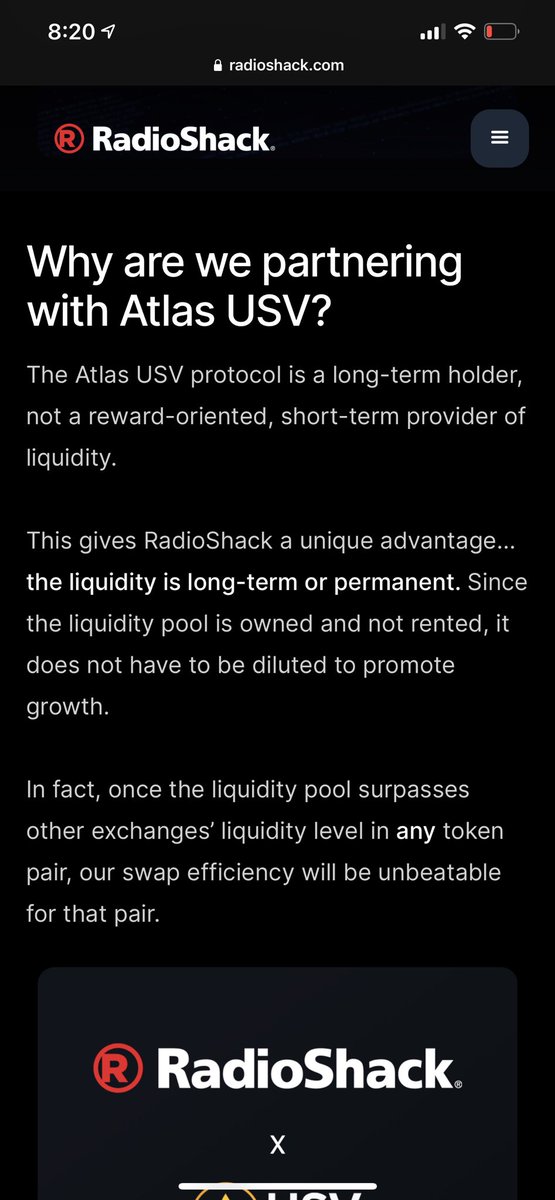 8:20
radioshack.com
R RadioShack.
Why are we partnering
with Atlas USV?
The Atlas USV protocol is a long-term holder,
not a reward-oriented, short-term provider of
liquidity.
This gives RadioShack a unique advantage...
the liquidity is long-term or permanent. Since
the liquidity pool is owned and not rented, it
does not have to be diluted to promote
growth.
In fact, once the liquidity pool surpasses
other exchanges’ liquidity level in any token
pair, our swap efficiency will be unbeatable
for that pair.
R RadioShack®
X
USV